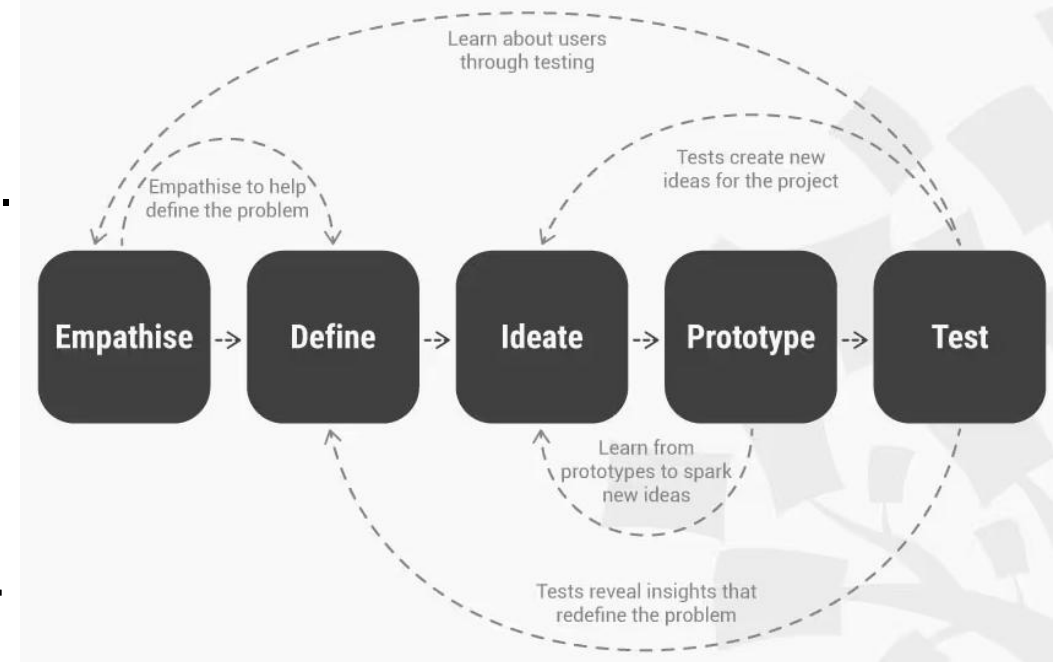 Learn about users
through testing
Tests create new
ideas for the project
Empathise to help
define the problem
Empathise
Define
Ideate
Prototype
Test
Learn from
prototypes to spark
new ideas
Tests reveal insights that
redefine the problem